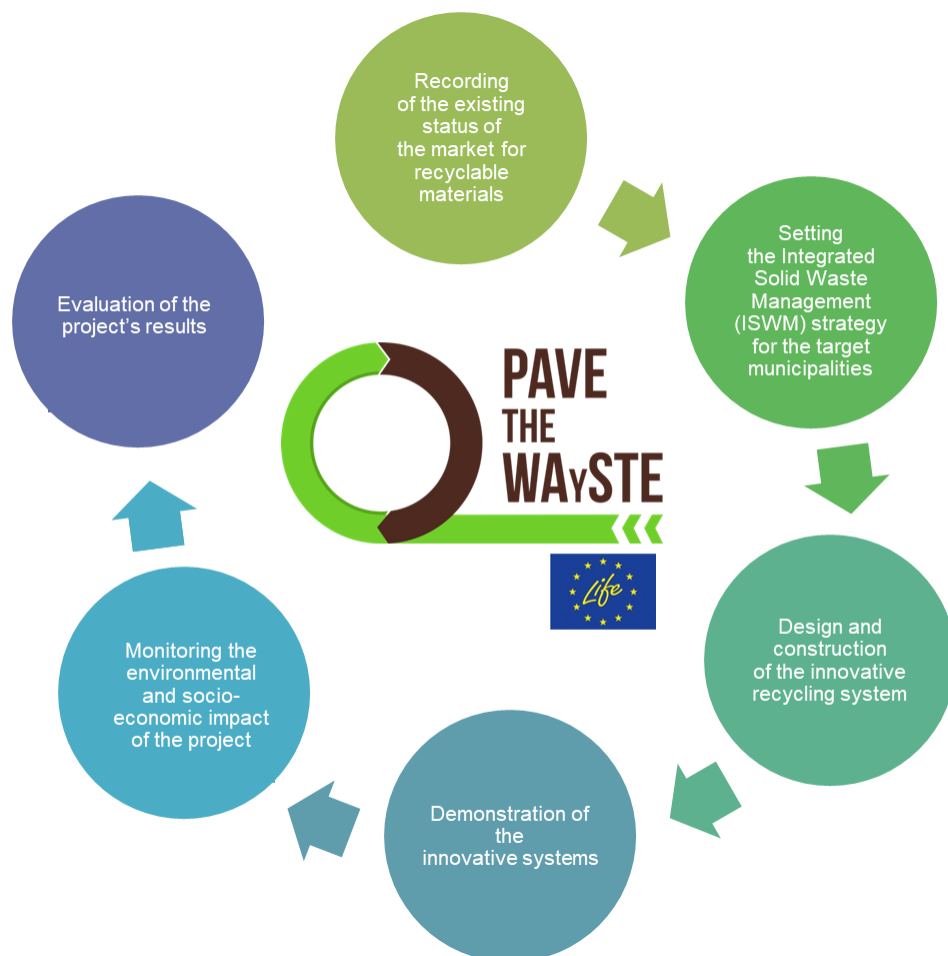 Recording
of the existing
status of
the market for
recyclable
materials
Setting
the Integrated
Solid Waste
Management
(ISWM) strategy
for the target
municipalities
Design and
construction
of the innovative
recycling system
Demonstration of
the
innovative systems
Monitoring the
environmental
and socio-
economic impact
of the project
Evaluation of the
project’s results
PAVE
THE
WAySTE
Life